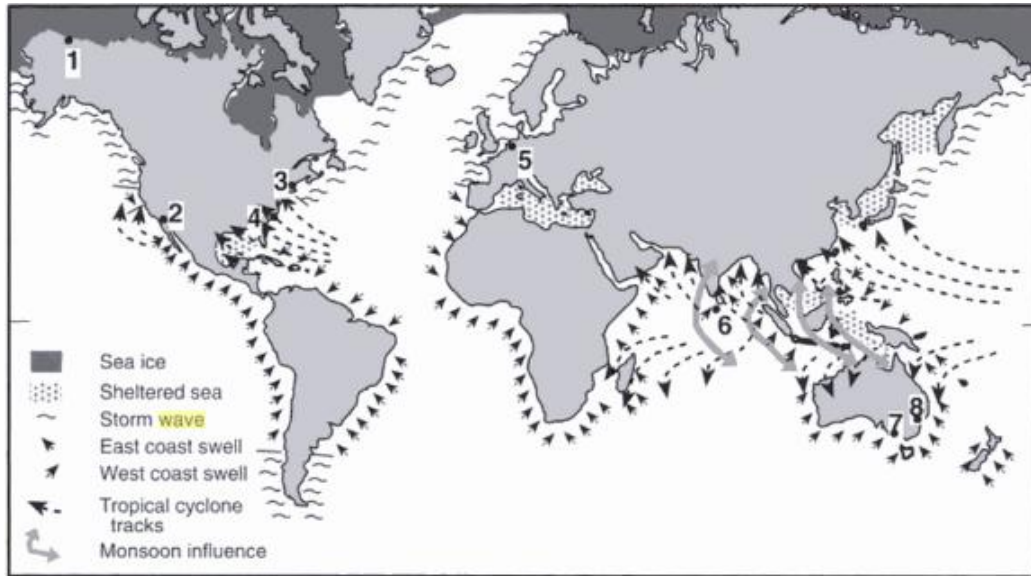 1
2
3
4
5
6
7
8
Sea ice
Sheltered sea
Storm wave
East coast swell
West coast swell
Tropical cyclone
tracks
Monsoon influence